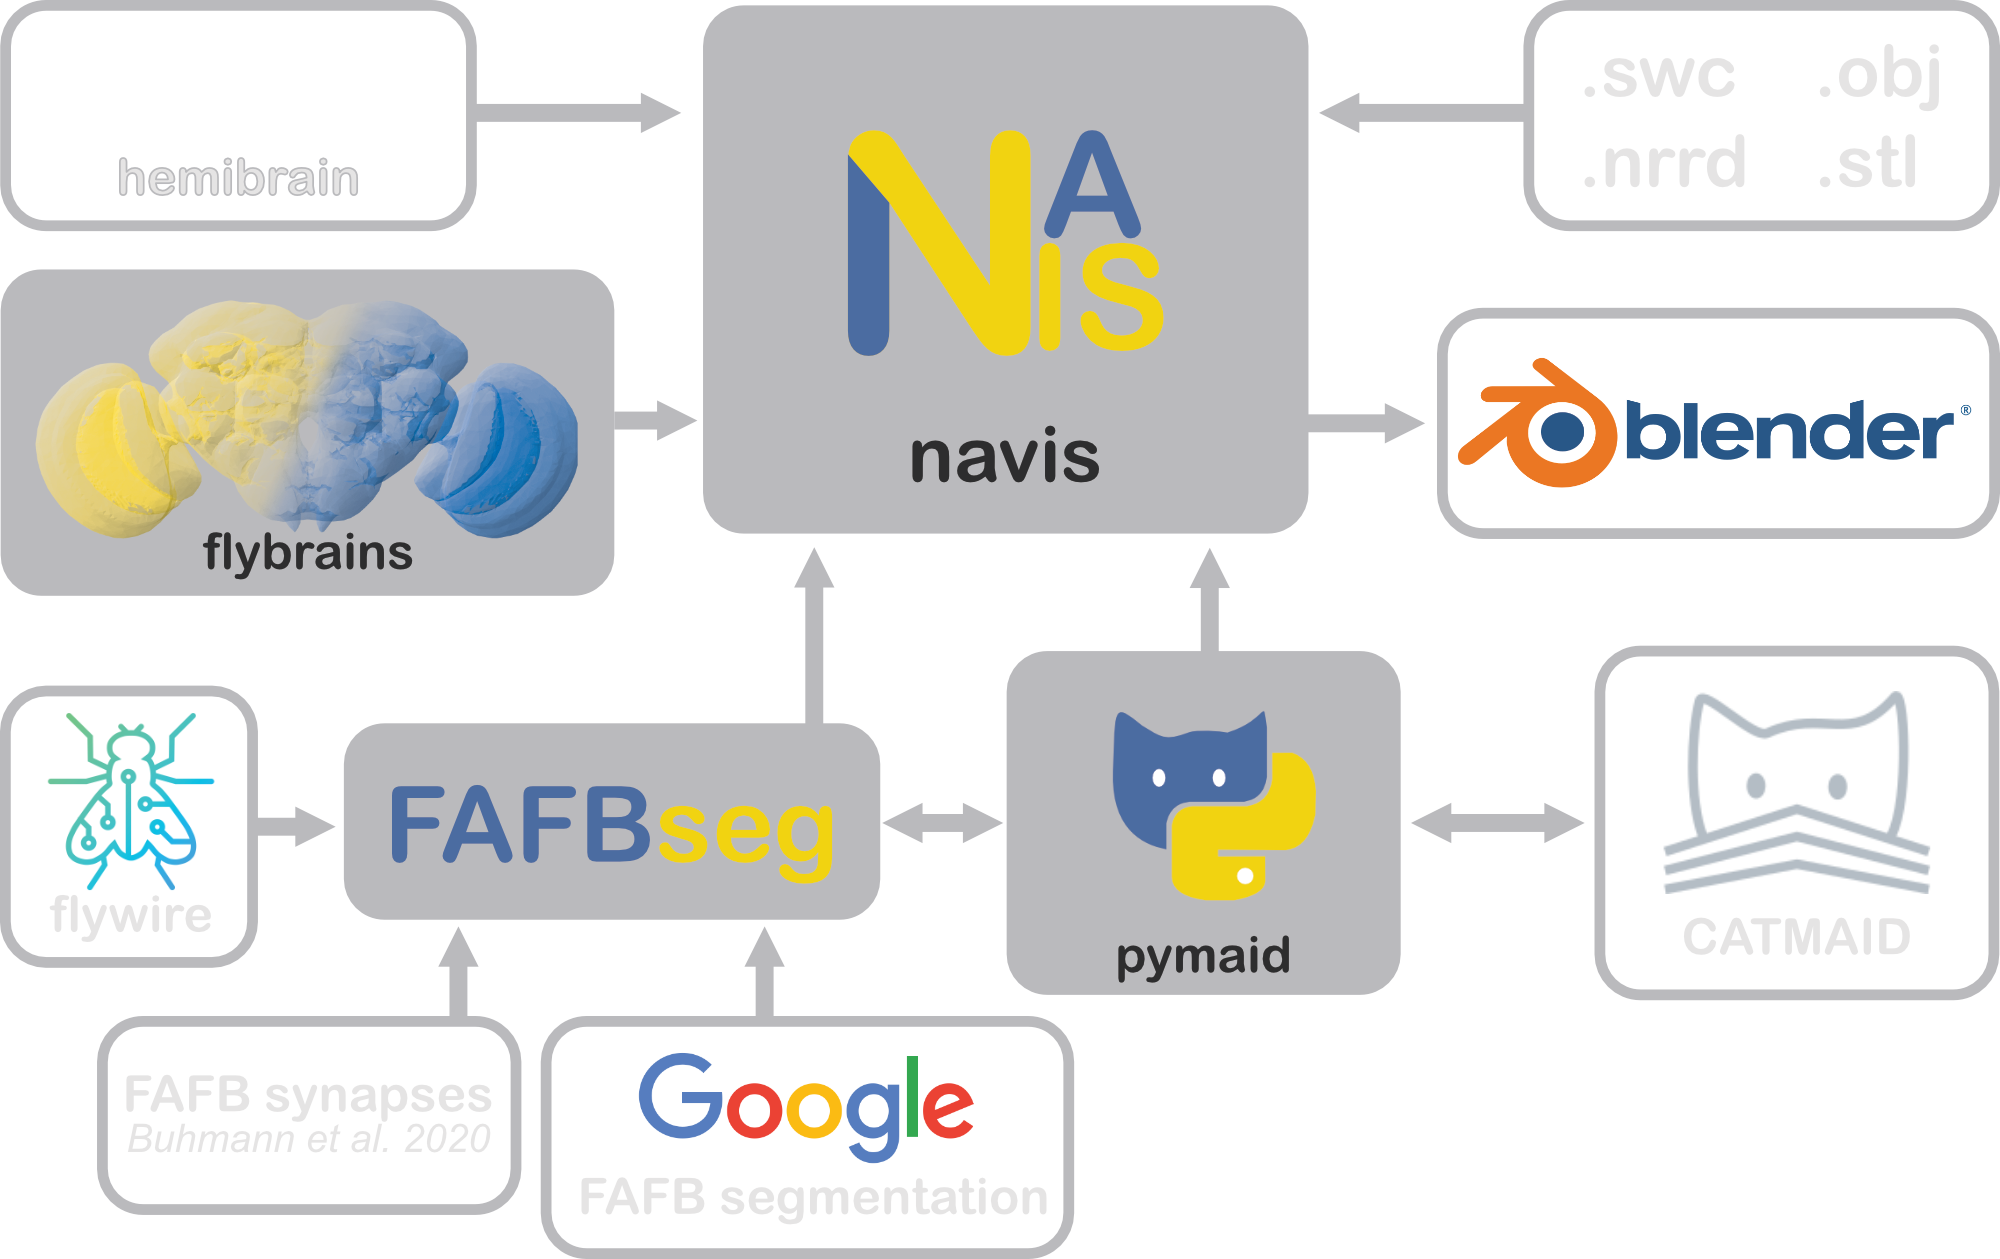 hemibrain
NAiS
navis
.swc .obj
.nrrd .stl
flybrains
blender®
flywire
FAFBseg
pymaid
CATMAID
FAFB synapses
Buhmann et al. 2020
Google
FAFB segmentation